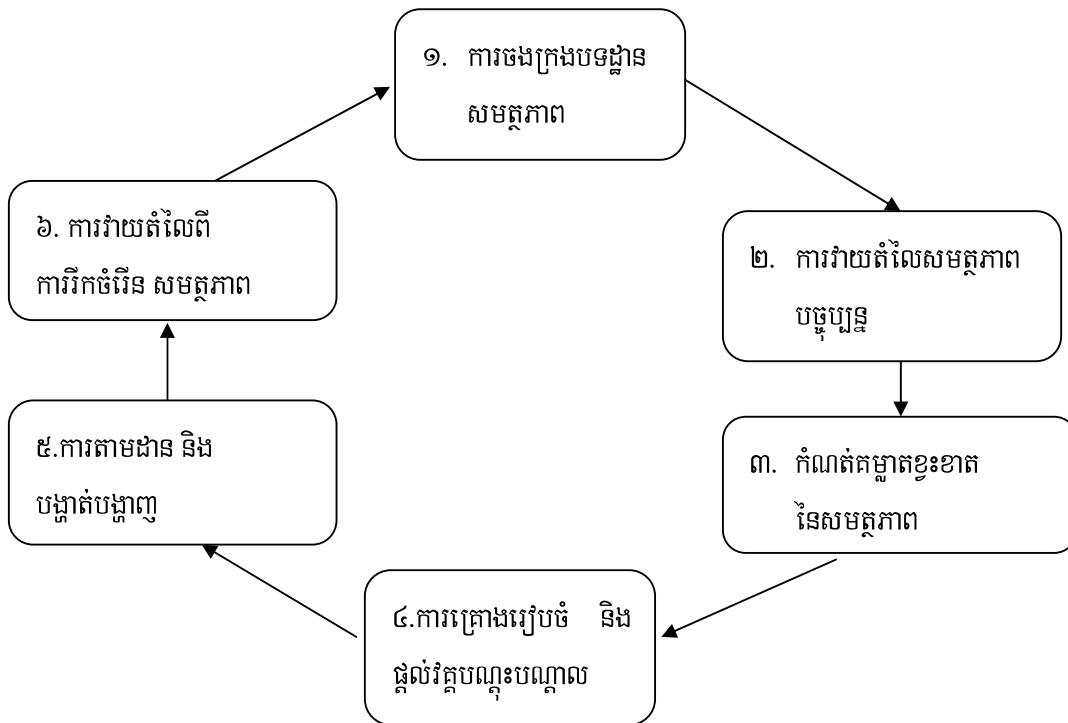 ១. ការចងក្រងបទដ្ឋាន
សមត្ថភាព
២. ការវាយតំលៃសមត្ថភាព
បច្ចុប្បន្ន
៣. កំណត់គម្លាតខ្វះខាត
នៃសមត្ថភាព
៤.ការគ្រោងរៀបចំ និង
ផ្តល់វគ្គបណ្តុះបណ្តាល
៥.ការតាមដាន និង
បង្ហាត់បង្ហាញ
៦. ការវាយតំលៃពី
ការរីកចំរើន សមត្ថភាព